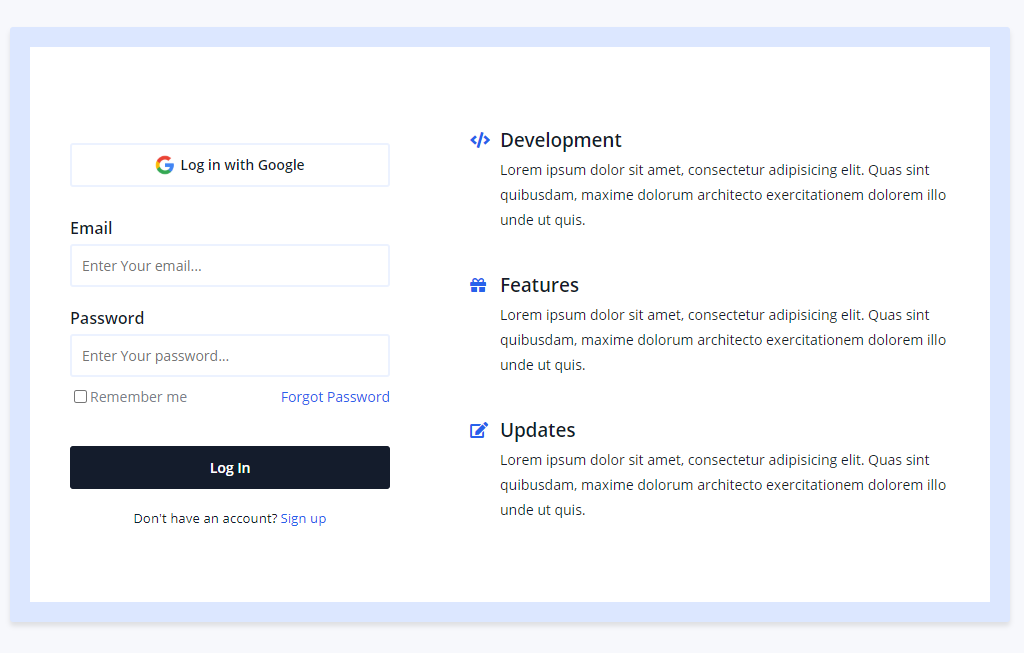 Log in with Google
Email
Enter Your email...
Password
Enter Your password...
Remember me
Forgot Password
Log In
Don't have an account? Sign up
Development
Lorem ipsum dolor sit amet, consectetur adipisicing elit. Quas sint
quibusdam, maxime dolorum architecto exercitationem dolorem illo
unde ut quis.
Features
Lorem ipsum dolor sit amet, consectetur adipisicing elit. Quas sint
quibusdam, maxime dolorum architecto exercitationem dolorem illo
unde ut quis.
Updates
Lorem ipsum dolor sit amet, consectetur adipisicing elit. Quas sint
quibusdam, maxime dolorum architecto exercitationem dolorem illo
unde ut quis.